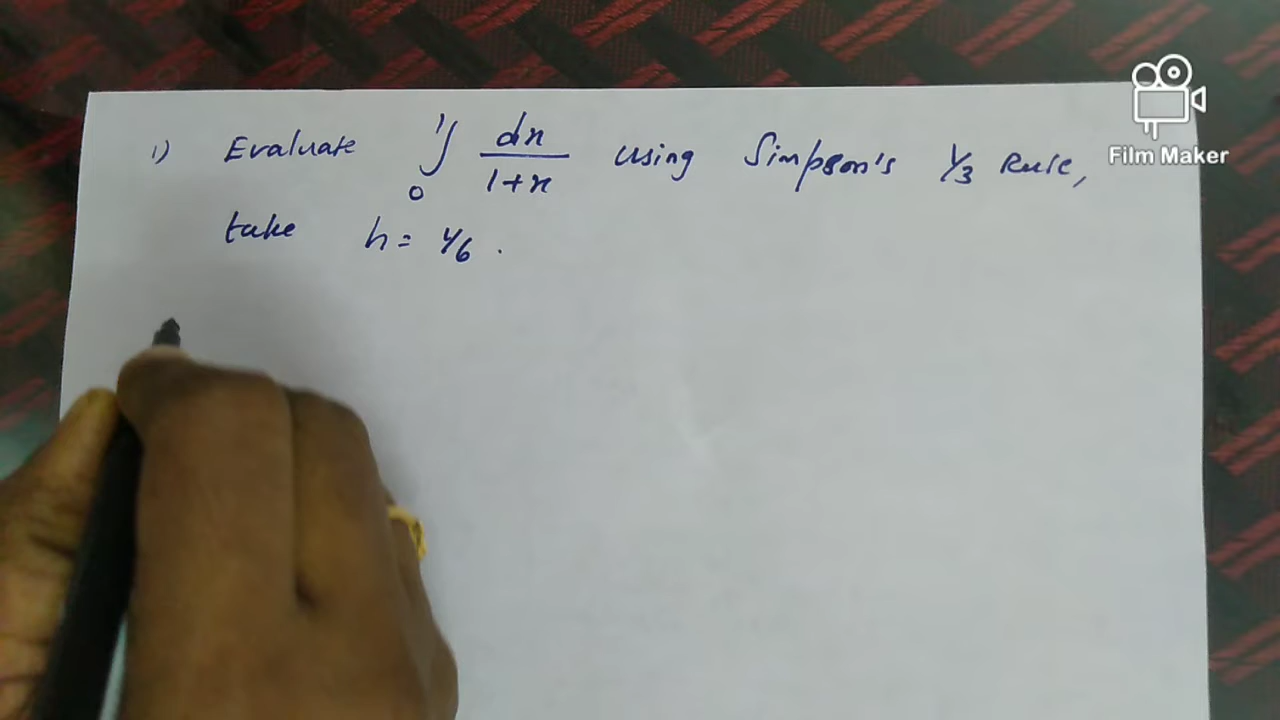 1) Evaluate ∫₀¹ dx/1+x using Simpson's 1/3 Rule,
take h = 1/6 .
Film Maker